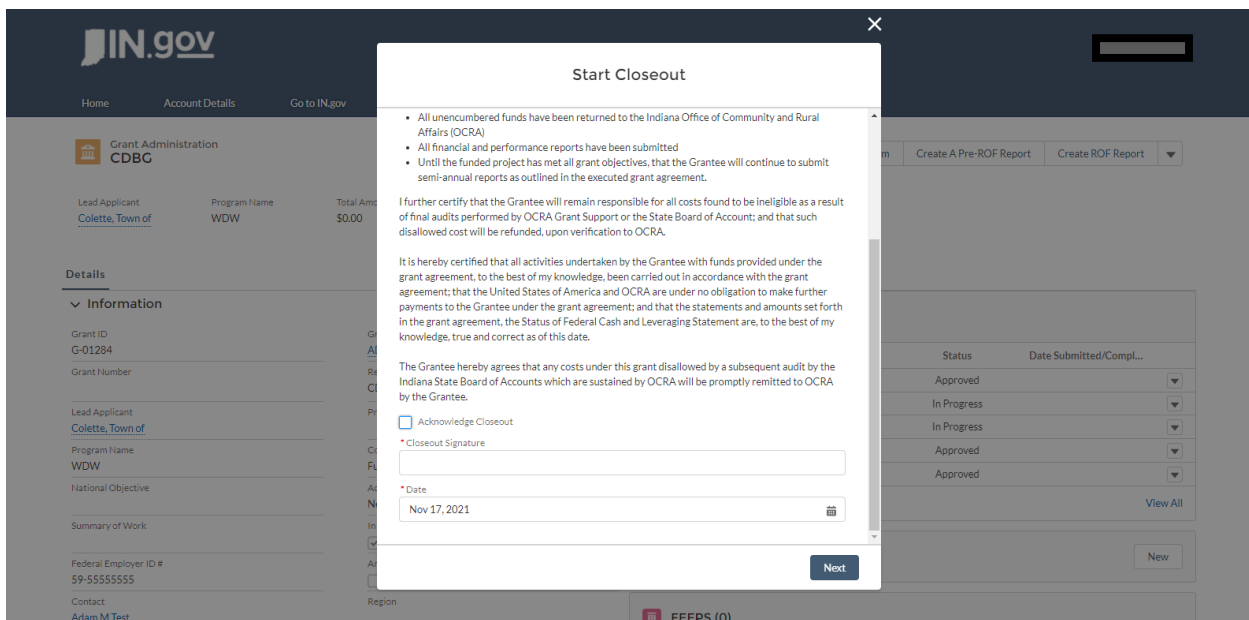 IN.gov
Home Account Details Go to IN.gov
Grant Administration
CDBG
Create A Pre-ROF Report Create ROF Report
Lead Applicant Program Name
Colette, Town of WDW $0.00
Details
Information
Grant ID
G-01284
Grant Number
Lead Applicant
Colette, Town of
Program Name
WDW
National Objective
Summary of Work
Federal Employer ID #
59-55555555
Contact
Adam M Test
Region
Start Closeout
• All unencumbered funds have been returned to the Indiana Office of Community and Rural
Affairs (OCRA)
• All financial and performance reports have been submitted
• Until the funded project has met all grant objectives, that the Grantee will continue to submit
semi-annual reports as outlined in the executed grant agreement.
I further certify that the Grantee will remain responsible for all costs found to be ineligible as a result
of final audits performed by OCRA Grant Support or the State Board of Account; and that such
disallowed cost will be refunded, upon verification to OCRA.
It is hereby certified that all activities undertaken by the Grantee with funds provided under the
grant agreement, to the best of my knowledge, been carried out in accordance with the grant
agreement; that the United States of America and OCRA are under no obligation to make further
payments to the Grantee under the grant agreement; and that the statements and amounts set forth
in the grant agreement, the Status of Federal Cash and Leveraging Statement are, to the best of my
knowledge, true and correct as of this date.
The Grantee hereby agrees that any costs under this grant disallowed by a subsequent audit by the
Indiana State Board of Accounts which are sustained by OCRA will be promptly remitted to OCRA
by the Grantee.
Acknowledge Closeout
*Closeout Signature
*Date
Nov 17, 2021
Next
Status Date Submitted/Compl...
Approved
In Progress
In Progress
Approved
Approved
View All
New